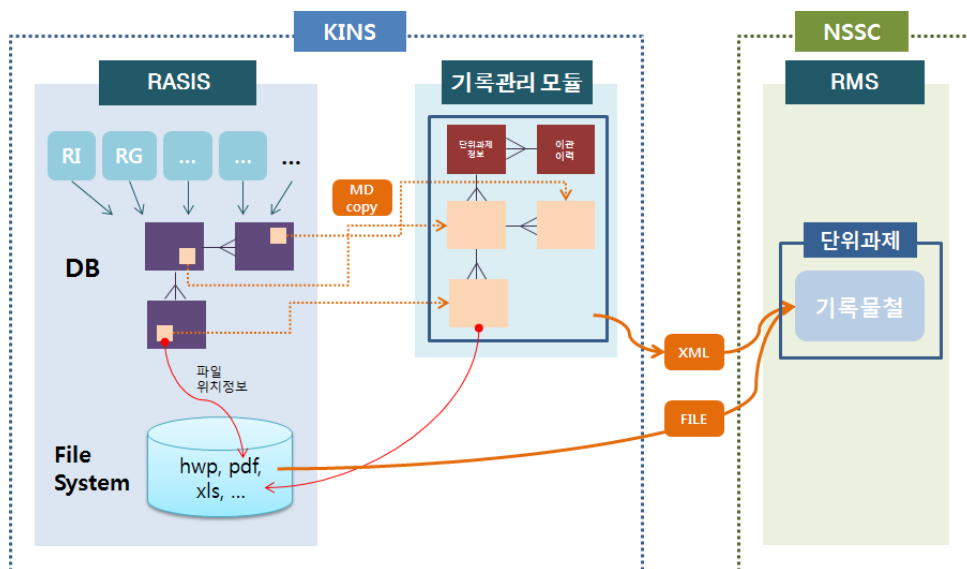 KINS
NSSC
RASIS
기록관리 모듈
RMS
RI
RG
...
...
...
단위과제
정보
이관
이력
MD
copy
DB
단위과제
기록물철
XML
파일
위치정보
FILE
File
System
hwp, pdf,
xls, ...